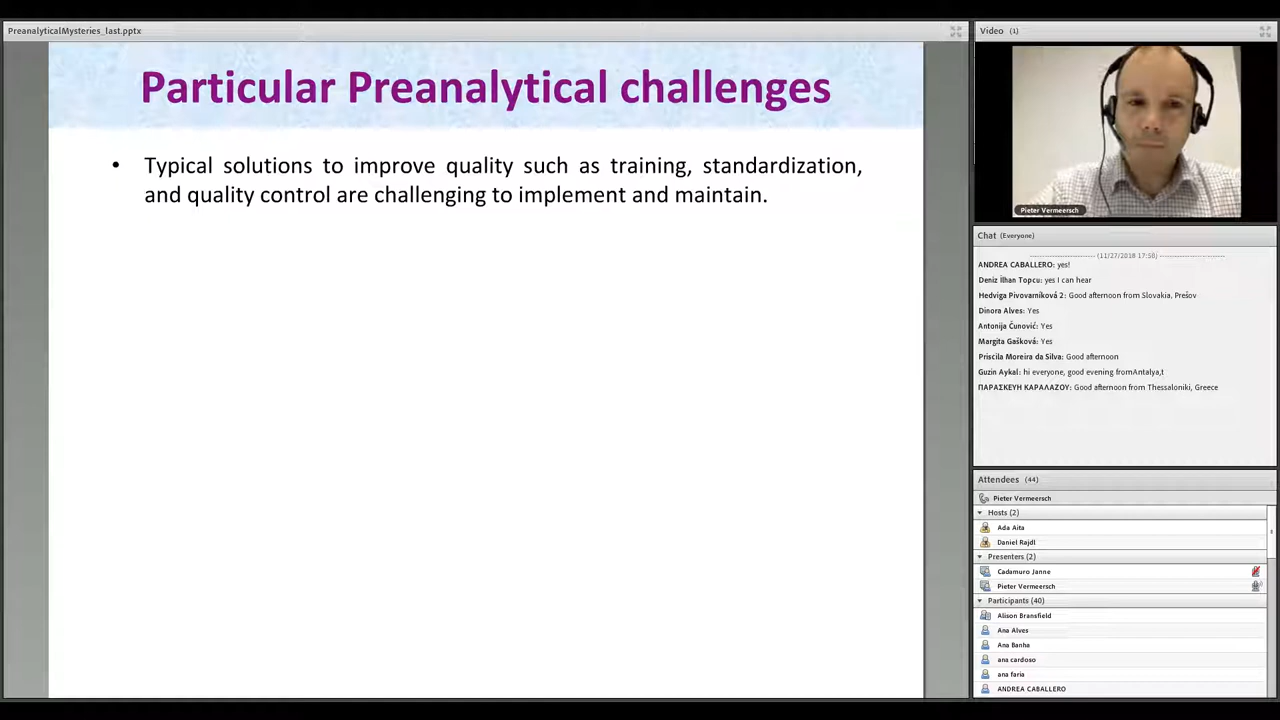 PreanalyticalMysteries_last.pptx
Particular Preanalytical challenges
• Typical solutions to improve quality such as training, standardization,
and quality control are challenging to implement and maintain.
Video (1)
Pieter Vermeersch
Chat (Everyone)
(11/27/2018 17:50)
ANDREA CABALLERO: yes!
Deniz İlhan Topcu: yes I can hear
Hedviga Pivovarníková 2: Good afternoon from Slovakia, Prešov
Dinora Alves: Yes
Antonija Čunović: Yes
Margita Gašková: Yes
Priscila Moreira da Silva: Good afternoon
Guzin Aykal: hi everyone, good evening fromAntalya,t
ΠΑΡΑΣΚΕΥΗ ΚΑΡΑΛΑΖΟΥ: Good afternoon from Thessaloniki, Greece
Attendees (44)
Pieter Vermeersch
Hosts (2)
Ada Aita
Daniel Rajdl
Presenters (2)
Cadamuro Janne
Pieter Vermeersch
Participants (40)
Alison Bransfield
Ana Alves
Ana Banha
ana cardoso
ana faria
ANDREA CABALLERO